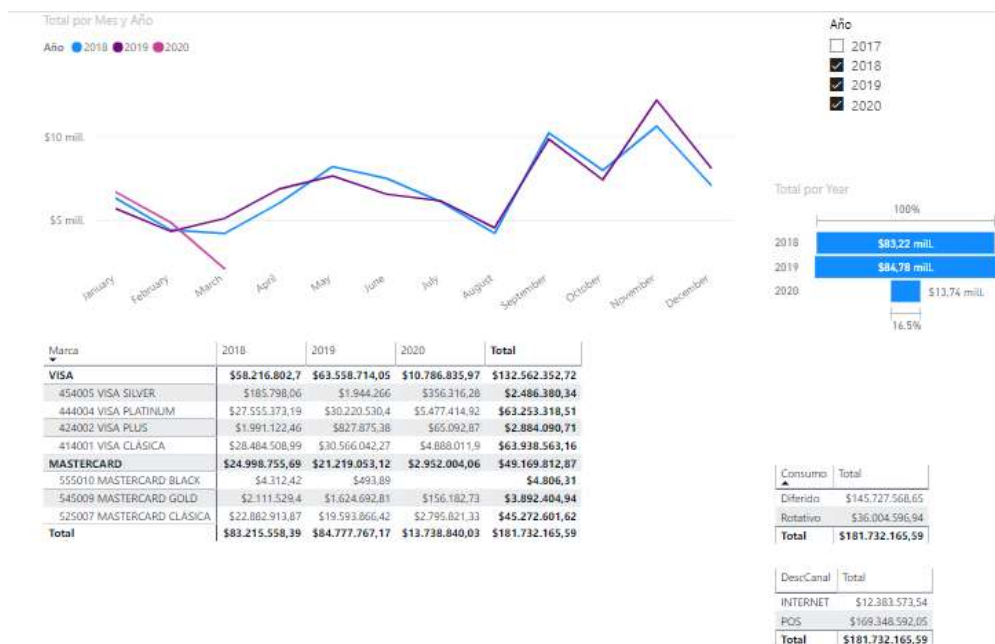 Total por Mes y Año
Año 2018 2019 2020
$10 mill.
$5 mill.
January February March April May June July August September October November December
Año
2017
2018
2019
2020
Total por Year
100%
2018 $83,22 mill.
2019 $84,78 mill.
2020 $13,74 mill.
16.5%
Marca 2018 2019 2020 Total
VISA $58.216.802,7 $63.558.714,05 $10.786.835,97 $132.562.352,72
454005 VISA SILVER $185.798,06 $1.944.266 $356.316,28 $2.486.380,34
444004 VISA PLATINUM $27.555.373,19 $30.220.530,4 $5.477.414,92 $63.253.318,51
424002 VISA PLUS $1.991.122,46 $827.875,38 $65.092,87 $2.884.090,71
414001 VISA CLÁSICA $28.484.508,99 $30.566.042,27 $4.888.011,9 $63.938.563,16
MASTERCARD $24.998.755,69 $21.219.053,12 $2.952.004,06 $49.169.812,87
555010 MASTERCARD BLACK $4.312,42 $493,89 $4.806,31
545009 MASTERCARD GOLD $2.111.529,4 $1.624.692,81 $156.182,73 $3.892.404,94
525007 MASTERCARD CLÁSICA $22.882.913,87 $19.593.866,42 $2.795.821,33 $45.272.601,62
Total $83.215.558,39 $84.777.767,17 $13.738.840,03 $181.732.165,59
Consumo Total
Diferido $145.727.568,65
Rotativo $36.004.596,94
Total $181.732.165,59
DescCanal Total
INTERNET $12.383.573,54
POS $169.348.592,05
Total $181.732.165,59